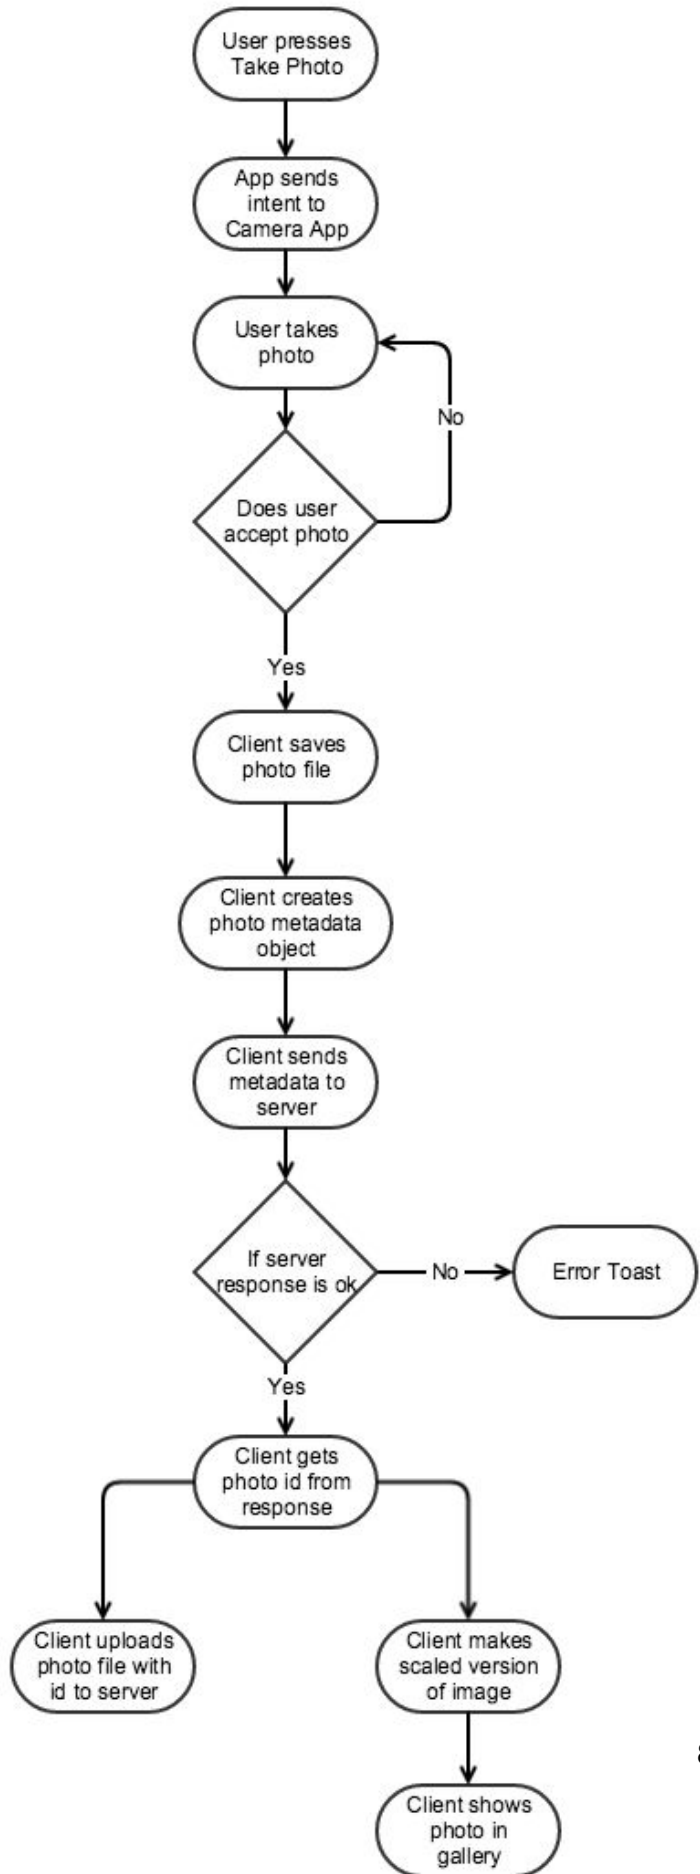 User presses
Take Photo
App sends
intent to
Camera App
User takes
photo
No
Does user
accept photo
Yes
Client saves
photo file
Client creates
photo metadata
object
Client sends
metadata to
server
If server
response is ok
No
Error Toast
Yes
Client gets
photo id from
response
Client uploads
photo file with
id to server
Client makes
scaled version
of image
Client shows
photo in
gallery